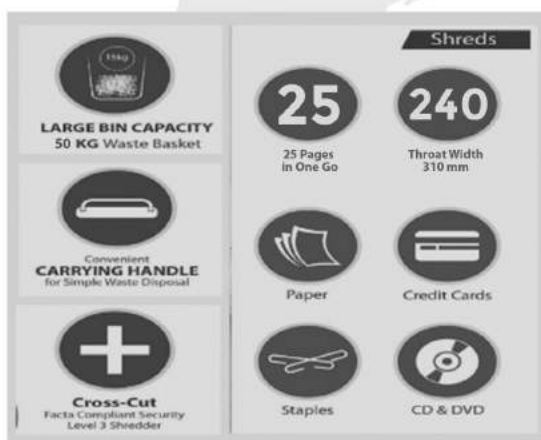 15kg
LARGE BIN CAPACITY
50 KG Waste Basket
Convenient
CARRYING HANDLE
for Simple Waste Disposal
Cross-Cut
Facta Compliant Security
Level 3 Shredder
Shreds
25
25 Pages
in One Go
240
Throat Width
310 mm
Paper
Credit Cards
Staples
CD & DVD